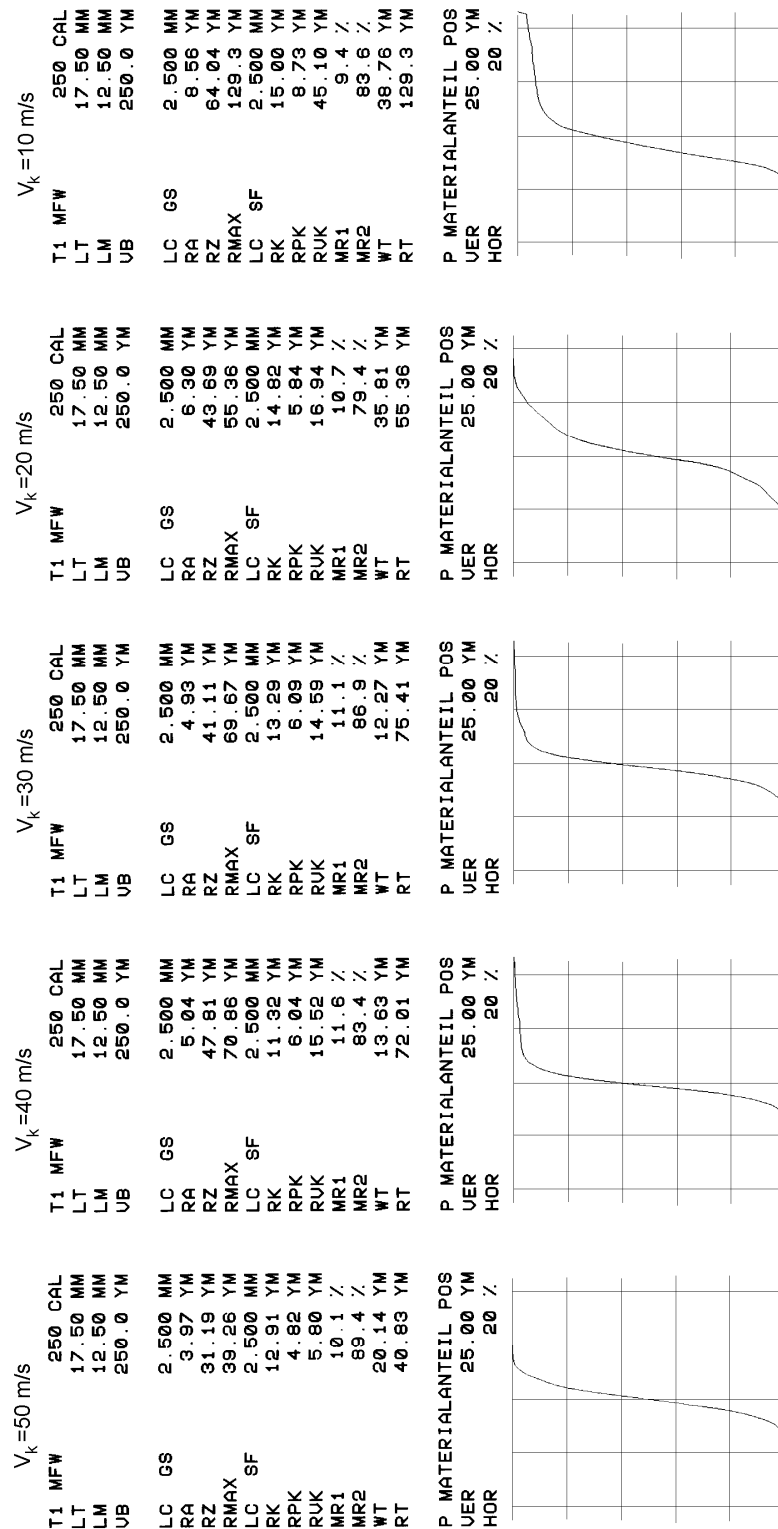 V_k =50 m/s
T1 MFW 250 CAL
LT 17.50 MM
LM 12.50 MM
VB 250.0 YM
LC GS 2.500 MM
RA 3.97 YM
RZ 31.19 YM
RMAX 39.26 YM
LC SF 2.500 MM
RK 12.91 YM
RPK 4.82 YM
RVK 5.80 YM
MR1 10.1 %
MR2 89.4 %
WT 20.14 YM
RT 40.83 YM
P MATERIALANTEIL POS
VER 25.00 YM
HOR 20 %
V_k =40 m/s
T1 MFW 250 CAL
LT 17.50 MM
LM 12.50 MM
VB 250.0 YM
LC GS 2.500 MM
RA 5.04 YM
RZ 47.81 YM
RMAX 70.86 YM
LC SF 2.500 MM
RK 11.32 YM
RPK 6.04 YM
RVK 15.52 YM
MR1 11.6 %
MR2 83.4 %
WT 13.63 YM
RT 72.01 YM
P MATERIALANTEIL POS
VER 25.00 YM
HOR 20 %
V_k =30 m/s
T1 MFW 250 CAL
LT 17.50 MM
LM 12.50 MM
VB 250.0 YM
LC GS 2.500 MM
RA 4.93 YM
RZ 41.11 YM
RMAX 69.67 YM
LC SF 2.500 MM
RK 13.29 YM
RPK 6.09 YM
RVK 14.59 YM
MR1 11.1 %
MR2 86.9 %
WT 12.27 YM
RT 75.41 YM
P MATERIALANTEIL POS
VER 25.00 YM
HOR 20 %
V_k =20 m/s
T1 MFW 250 CAL
LT 17.50 MM
LM 12.50 MM
VB 250.0 YM
LC GS 2.500 MM
RA 6.30 YM
RZ 43.69 YM
RMAX 55.36 YM
LC SF 2.500 MM
RK 14.82 YM
RPK 5.84 YM
RVK 16.94 YM
MR1 10.7 %
MR2 79.4 %
WT 35.81 YM
RT 55.36 YM
P MATERIALANTEIL POS
VER 25.00 YM
HOR 20 %
V_k =10 m/s
T1 MFW 250 CAL
LT 17.50 MM
LM 12.50 MM
VB 250.0 YM
LC GS 2.500 MM
RA 8.56 YM
RZ 64.04 YM
RMAX 129.3 YM
LC SF 2.500 MM
RK 15.00 YM
RPK 8.73 YM
RVK 45.10 YM
MR1 9.4 %
MR2 83.6 %
WT 38.76 YM
RT 129.3 YM
P MATERIALANTEIL POS
VER 25.00 YM
HOR 20 %